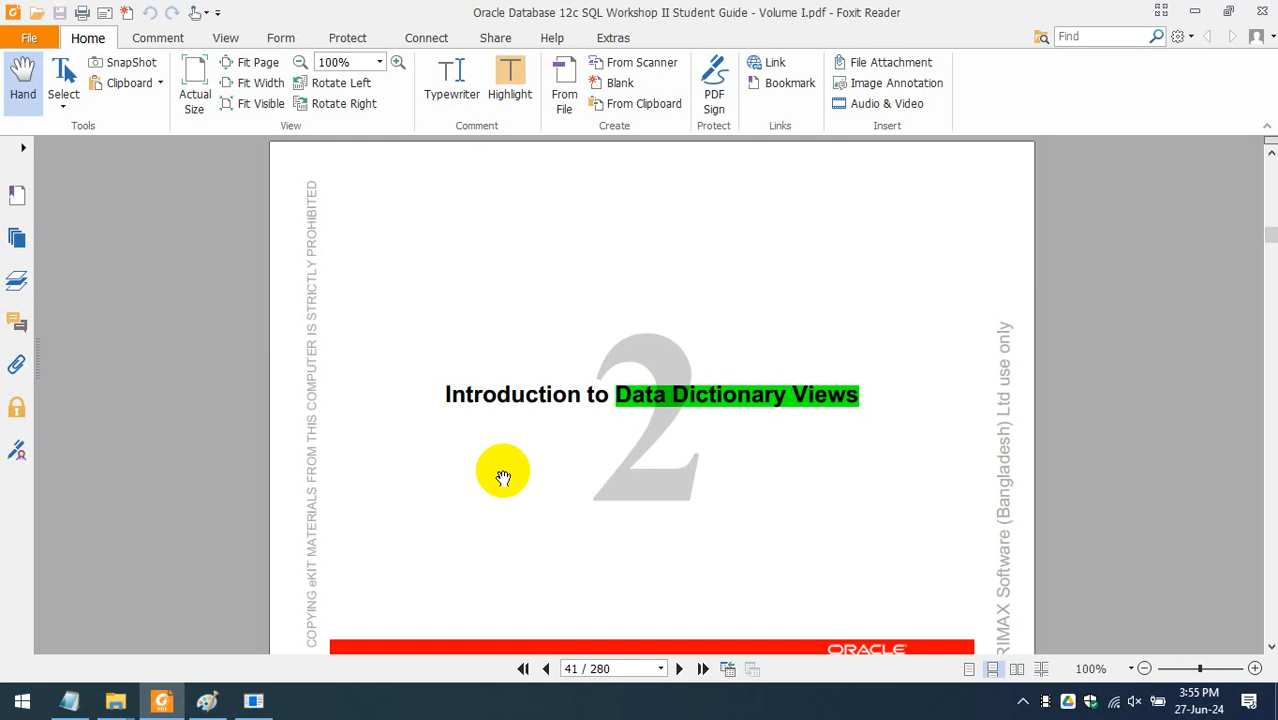 Oracle Database 12c SQL Workshop II Student Guide - Volume I.pdf - Foxit Reader
File Home Comment View Form Protect Connect Share Help Extras
Find
Hand
Select
SnapShot
Clipboard
Tools
Actual Size
Fit Page
Fit Width
Fit Visible
100%
Rotate Left
Rotate Right
View
Typewriter
Highlight
Comment
From File
From Scanner
Blank
From Clipboard
Create
PDF Sign
Protect
Link
Bookmark
Links
File Attachment
Image Annotation
Audio & Video
Insert
COPYING eKIT MATERIALS FROM THIS COMPUTER IS STRICTLY PROHIBITED
2
Introduction to Data Dictionary Views
RIMAX Software (Bangladesh) Ltd use only
ORACLE
41 / 280
100%
3:55 PM
27-Jun-24